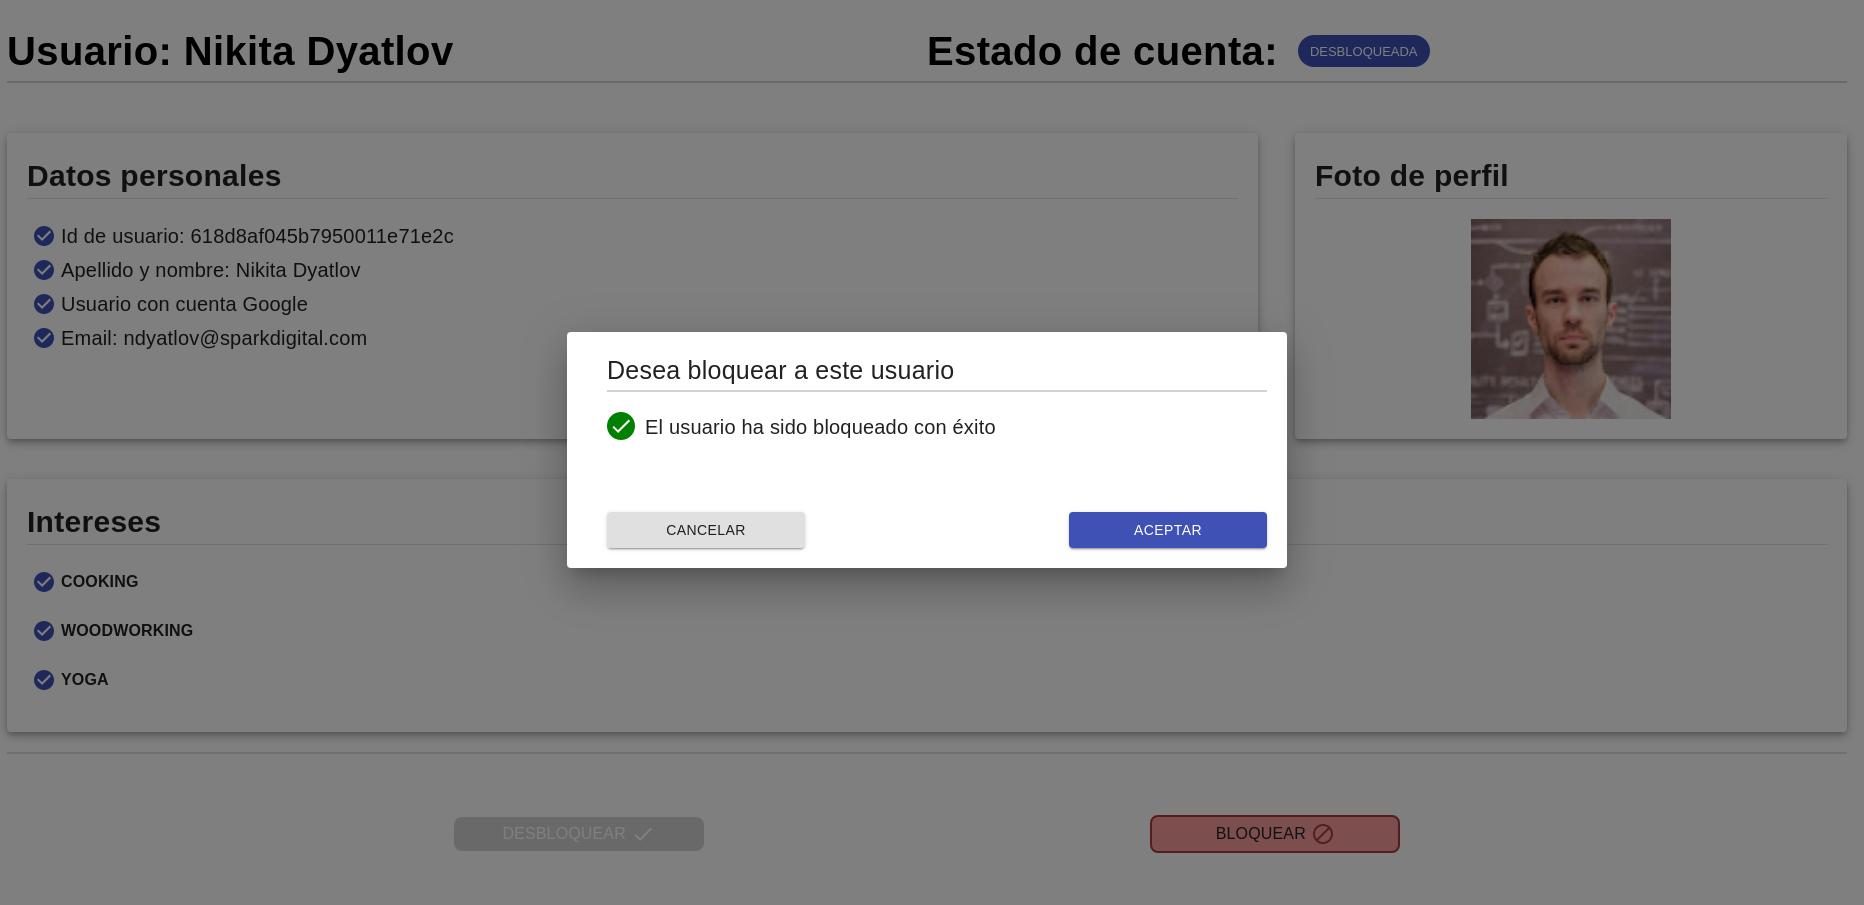 Usuario: Nikita Dyatlov
Estado de cuenta: DESBLOQUEADA
Datos personales
Id de usuario: 618d8af045b7950011e71e2c
Apellido y nombre: Nikita Dyatlov
Usuario con cuenta Google
Email: ndyatlov@sparkdigital.com
Foto de perfil
Desea bloquear a este usuario
El usuario ha sido bloqueado con éxito
CANCELAR
ACEPTAR
Intereses
COOKING
WOODWORKING
YOGA
DESBLOQUEAR
BLOQUEAR